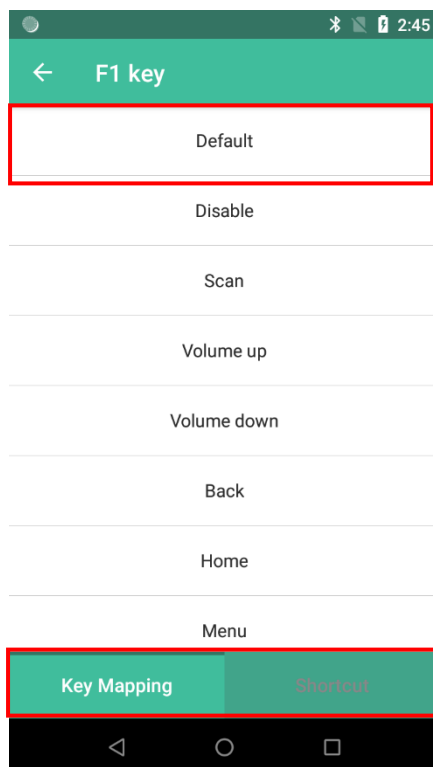 2:45
F1 key
Default
Disable
Scan
Volume up
Volume down
Back
Home
Menu
Key Mapping Shortcut